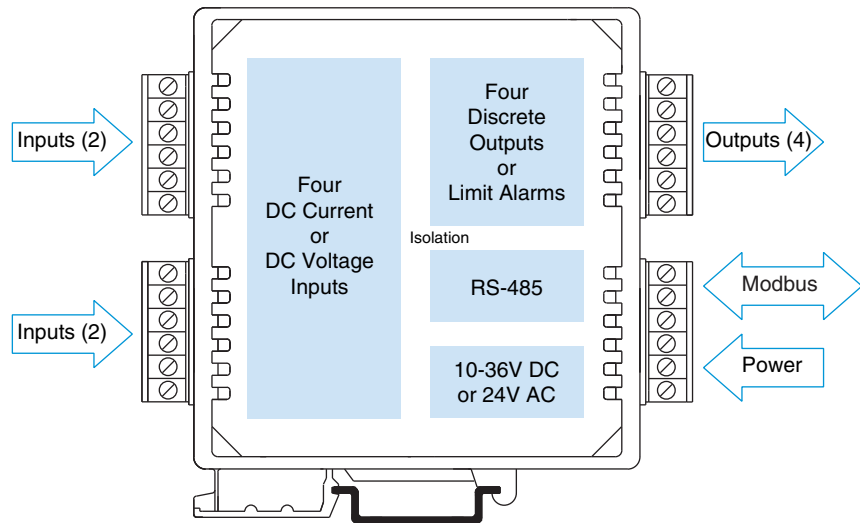 Inputs (2)
Inputs (2)
Four
DC Current
or
DC Voltage
Inputs
Four
Discrete
Outputs
or
Limit Alarms
Isolation
RS-485
10-36V DC
or 24V AC
Outputs (4)
Modbus
Power